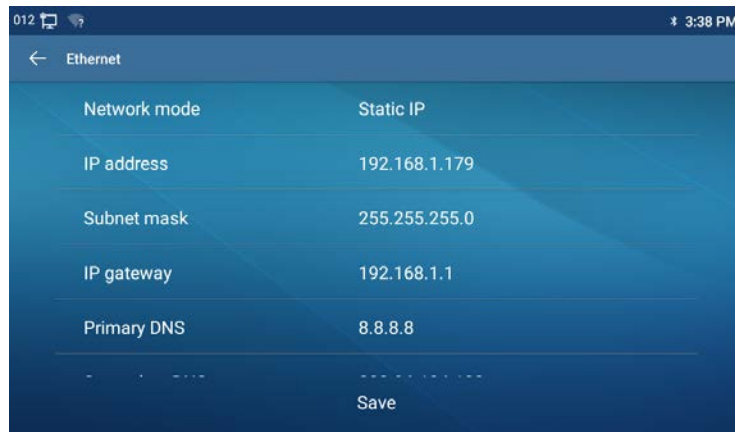 012 3:38 PM
Ethernet
Network mode Static IP
IP address 192.168.1.179
Subnet mask 255.255.255.0
IP gateway 192.168.1.1
Primary DNS 8.8.8.8
Save